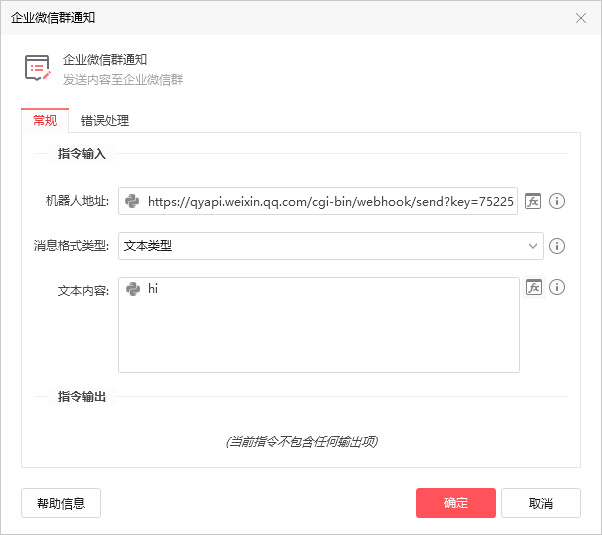 企业微信群通知
企业微信群通知
发送内容至企业微信群
常规 错误处理
指令输入
机器人地址: https://qyapi.weixin.qq.com/cgi-bin/webhook/send?key=75225
消息格式类型: 文本类型
文本内容: hi
指令输出
(当前指令不包含任何输出项)
帮助信息 确定 取消